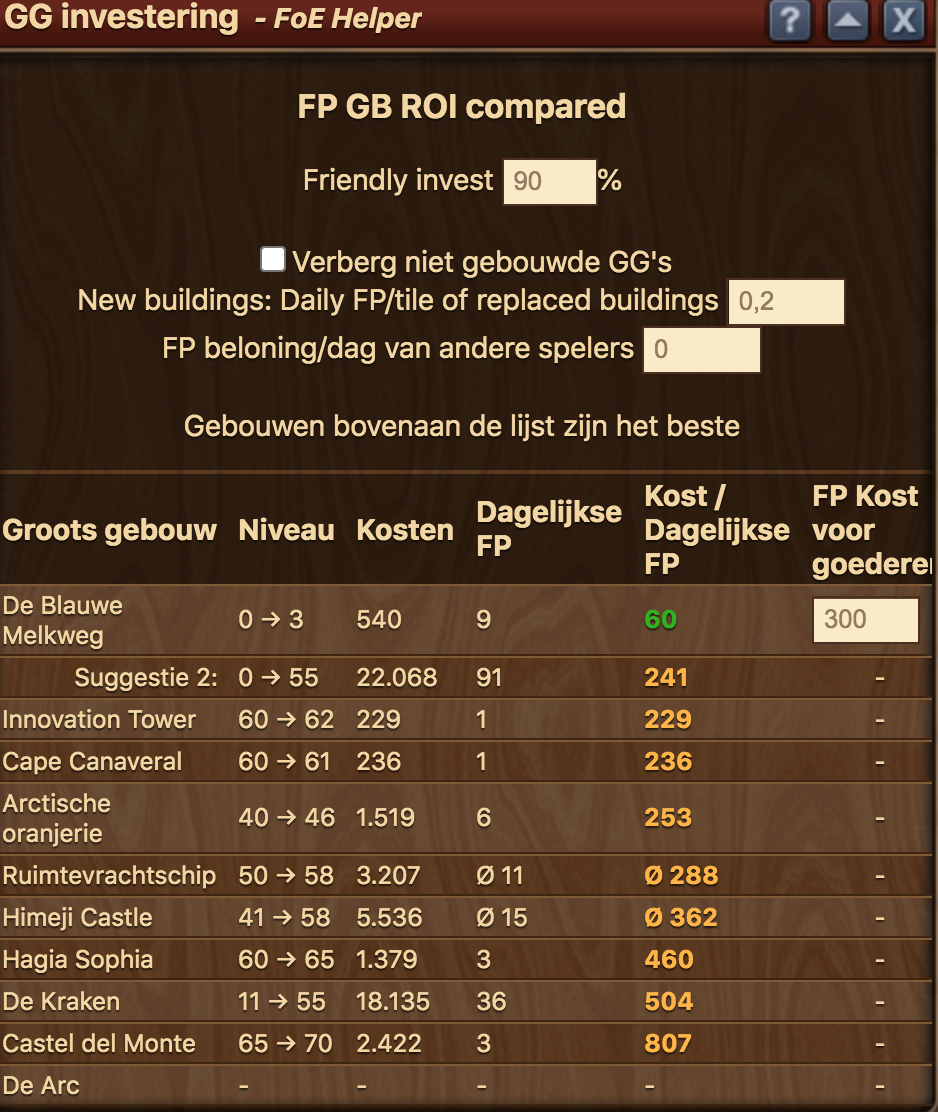 GG investering - FoE Helper
? X
FP GB ROI compared
Friendly invest 90 %
Verberg niet gebouwde GG's
New buildings: Daily FP/tile of replaced buildings 0,2
FP beloning/dag van andere spelers 0
Gebouwen bovenaan de lijst zijn het beste
Groots gebouw Niveau Kosten Dagelijkse FP Kost / Dagelijkse FP FP Kost voor goederen
De Blauwe Melkweg 0 → 3 540 9 60 300
Suggestie 2: 0 → 55 22.068 91 241 -
Innovation Tower 60 → 62 229 1 229 -
Cape Canaveral 60 → 61 236 1 236 -
Arctische oranjerie 40 → 46 1.519 6 253 -
Ruimtevrachtschip 50 → 58 3.207 Ø 11 Ø 288 -
Himeji Castle 41 → 58 5.536 Ø 15 Ø 362 -
Hagia Sophia 60 → 65 1.379 3 460 -
De Kraken 11 → 55 18.135 36 504 -
Castel del Monte 65 → 70 2.422 3 807 -
De Arc - - - - -